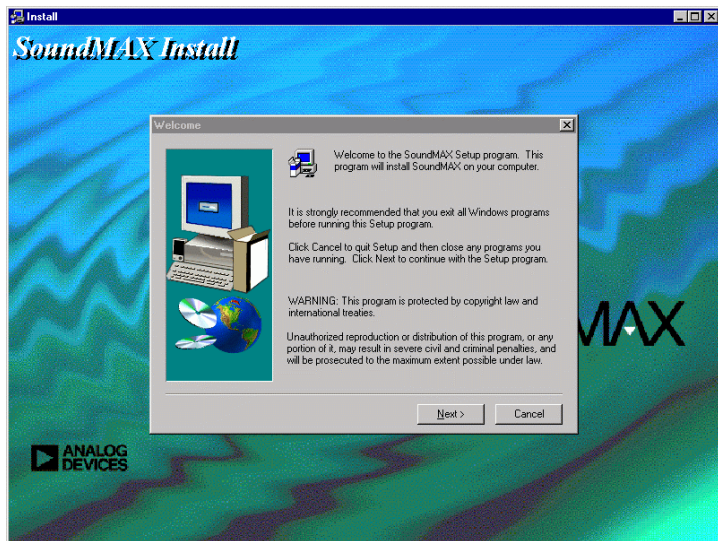 Install
SoundMAX Install
Welcome
Welcome to the SoundMAX Setup program. This
program will install SoundMAX on your computer.
It is strongly recommended that you exit all Windows programs
before running this Setup program.
Click Cancel to quit Setup and then close any programs you
have running. Click Next to continue with the Setup program.
WARNING: This program is protected by copyright law and
international treaties.
Unauthorized reproduction or distribution of this program, or any
portion of it, may result in severe civil and criminal penalties, and
will be prosecuted to the maximum extent possible under law.
MAX
Next >
Cancel
ANALOG
DEVICES